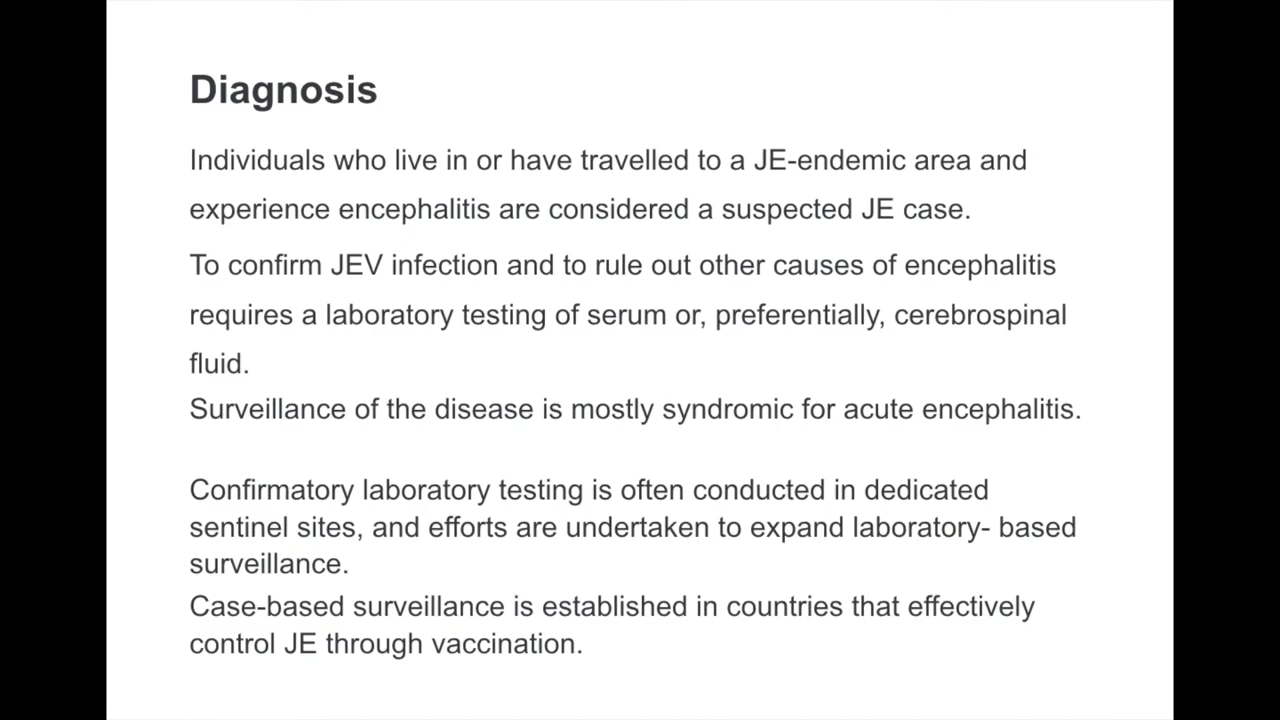 Diagnosis
Individuals who live in or have travelled to a JE-endemic area and
experience encephalitis are considered a suspected JE case.
To confirm JEV infection and to rule out other causes of encephalitis
requires a laboratory testing of serum or, preferentially, cerebrospinal
fluid.
Surveillance of the disease is mostly syndromic for acute encephalitis.
Confirmatory laboratory testing is often conducted in dedicated
sentinel sites, and efforts are undertaken to expand laboratory- based
surveillance.
Case-based surveillance is established in countries that effectively
control JE through vaccination.